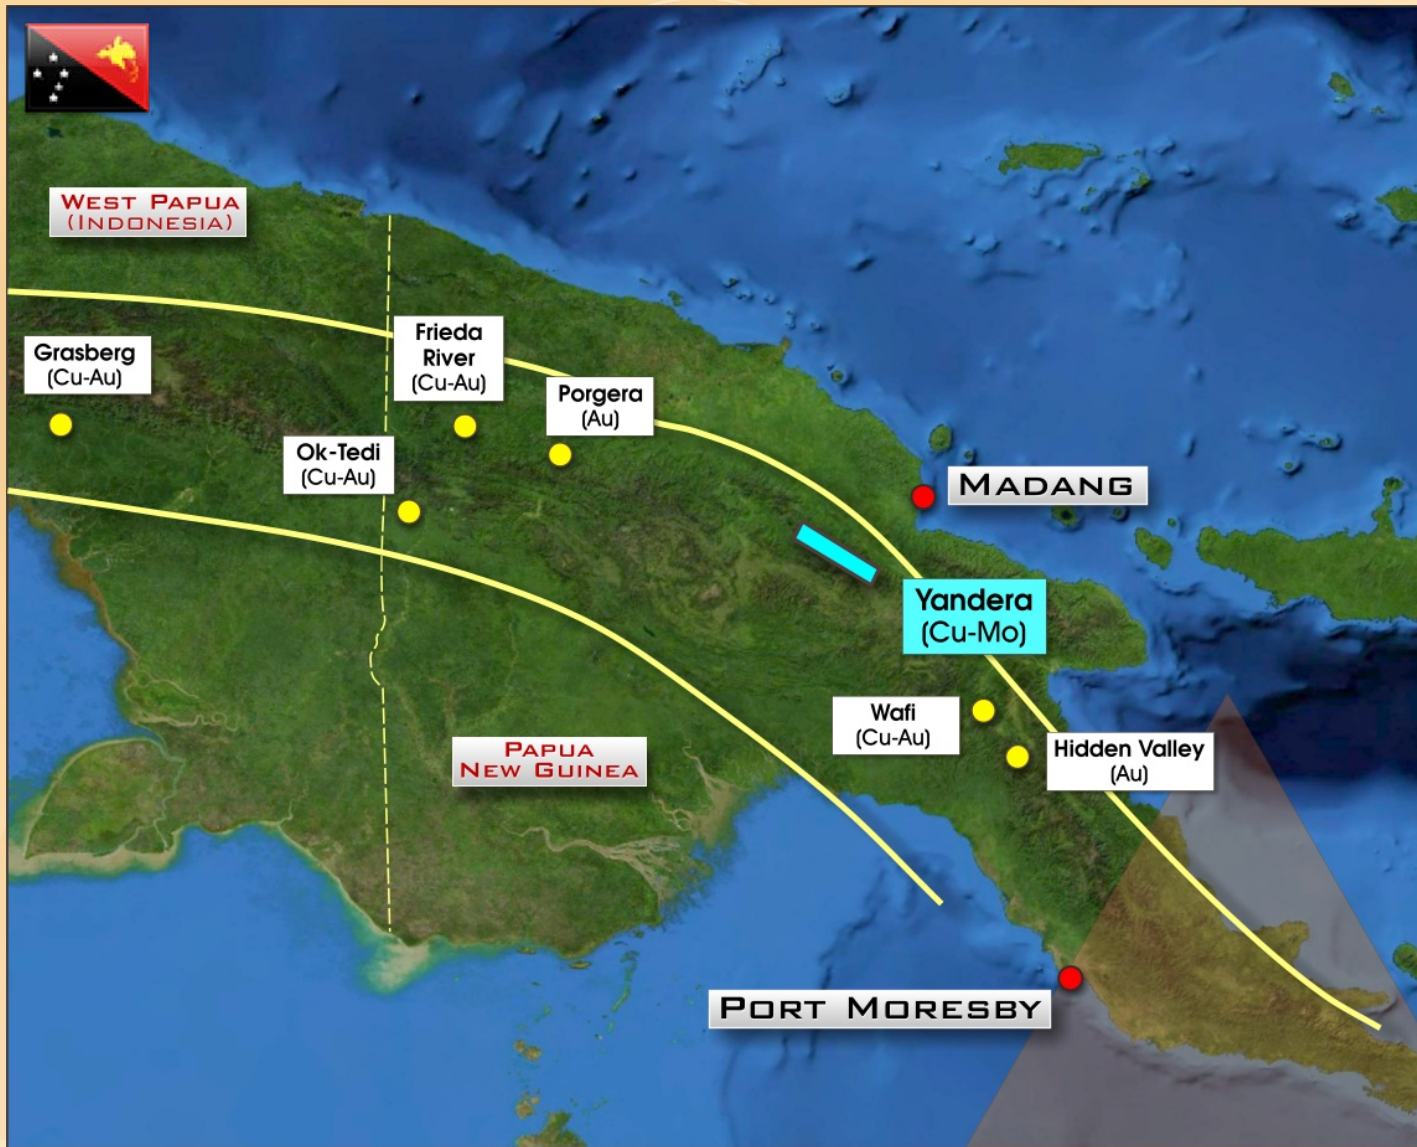 WEST PAPUA
(INDONESIA)
Grasberg
(Cu-Au)
Frieda
River
(Cu-Au)
Porgera
(Au)
Ok-Tedi
(Cu-Au)
MADANG
Yandera
(Cu-Mo)
Wafi
(Cu-Au)
Hidden Valley
(Au)
PAPUA
NEW GUINEA
PORT MORESBY